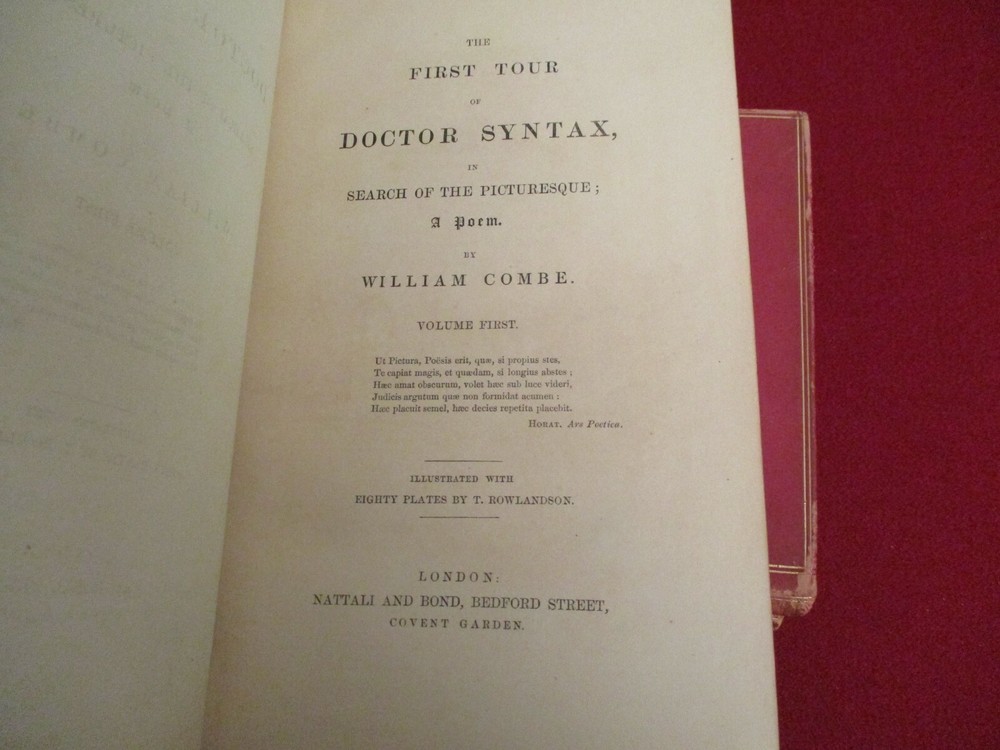 THE
FIRST TOUR
OF
DOCTOR SYNTAX,
IN
SEARCH OF THE PICTURESQUE;
A Poem.
BY
WILLIAM COMBE.
VOLUME FIRST.
Ut Pictura, Poësis erit, quæ, si propius stes,
Te capiat magis, et quædam, si longius abstes;
Hæc amat obscurum, volet hæc sub luce videri,
Judicis argutum quæ non formidat acumen:
Hæc placuit semel, hæc decies repetita placebit.
HORAT. Ars Poetica.
ILLUSTRATED WITH
EIGHTY PLATES BY T. ROWLANDSON.
LONDON:
NATTALI AND BOND, BEDFORD STREET,
COVENT GARDEN.